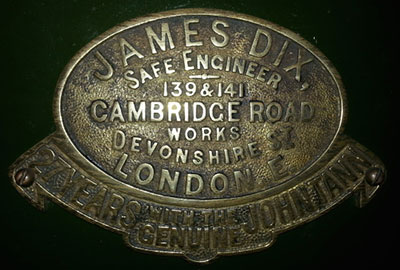 JAMES DIX,
SAFE ENGINEER
139 & 141
CAMBRIDGE ROAD
WORKS
DEVONSHIRE St.
LONDON E.
27 YEARS WITH THE JOHN TANN
GENUINE